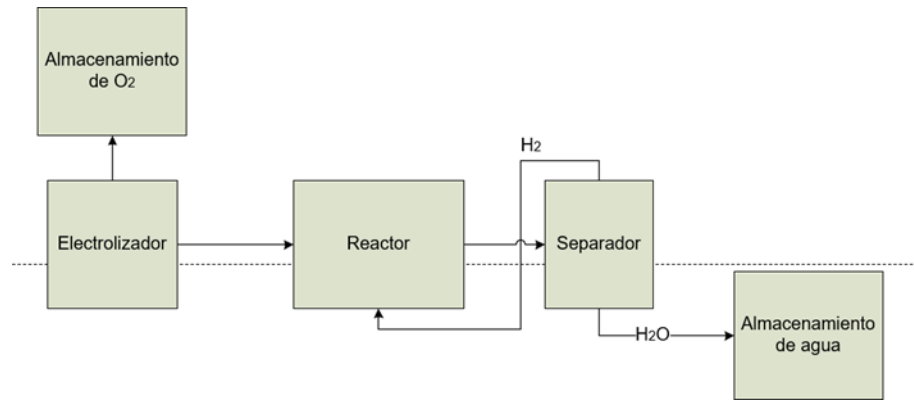 Almacenamiento
de O2
H2
Electrolizador
Reactor
Separador
H2O
Almacenamiento
de agua